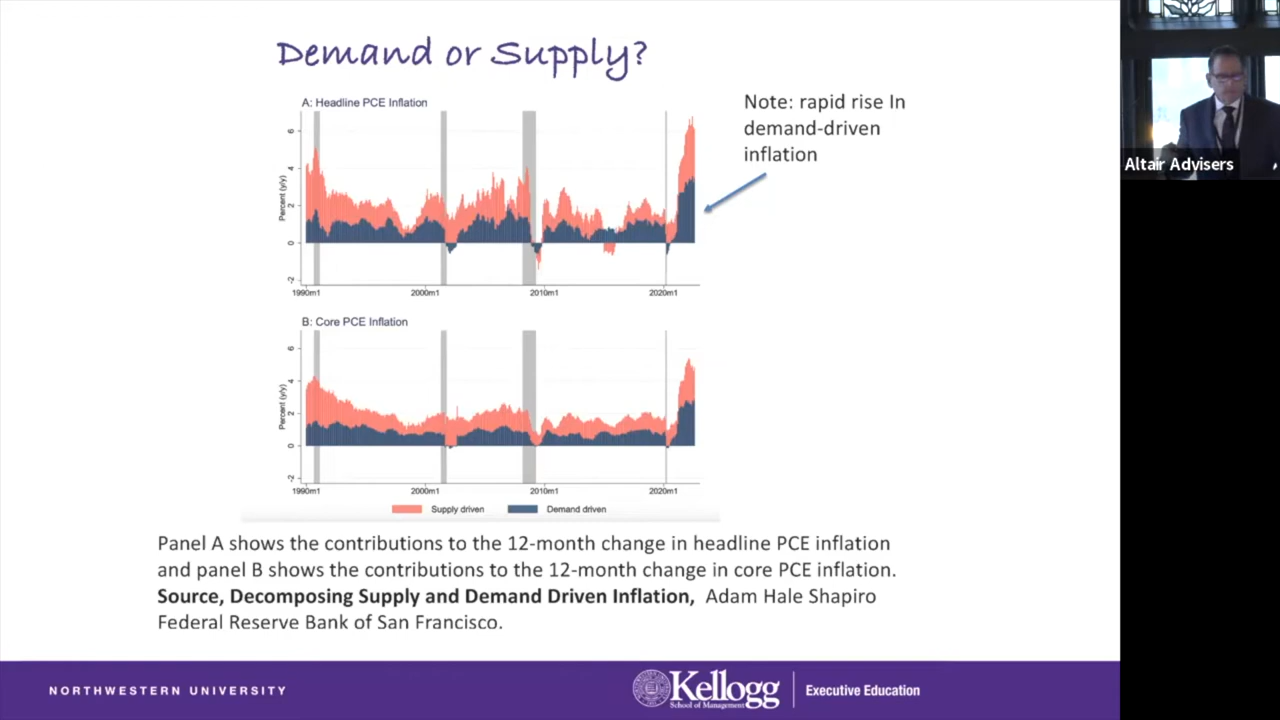 Demand or Supply?
A: Headline PCE Inflation
Percent (y/y)
6
4
2
0
-2
1990m1 2000m1 2010m1 2020m1
Note: rapid rise In
demand-driven
inflation
B: Core PCE Inflation
Percent (y/y)
6
4
2
0
-2
1990m1 2000m1 2010m1 2020m1
Supply driven Demand driven
Panel A shows the contributions to the 12-month change in headline PCE inflation
and panel B shows the contributions to the 12-month change in core PCE inflation.
Source, Decomposing Supply and Demand Driven Inflation, Adam Hale Shapiro
Federal Reserve Bank of San Francisco.
NORTHWESTERN UNIVERSITY
Kellogg
School of Management
Executive Education
Altair Advisers